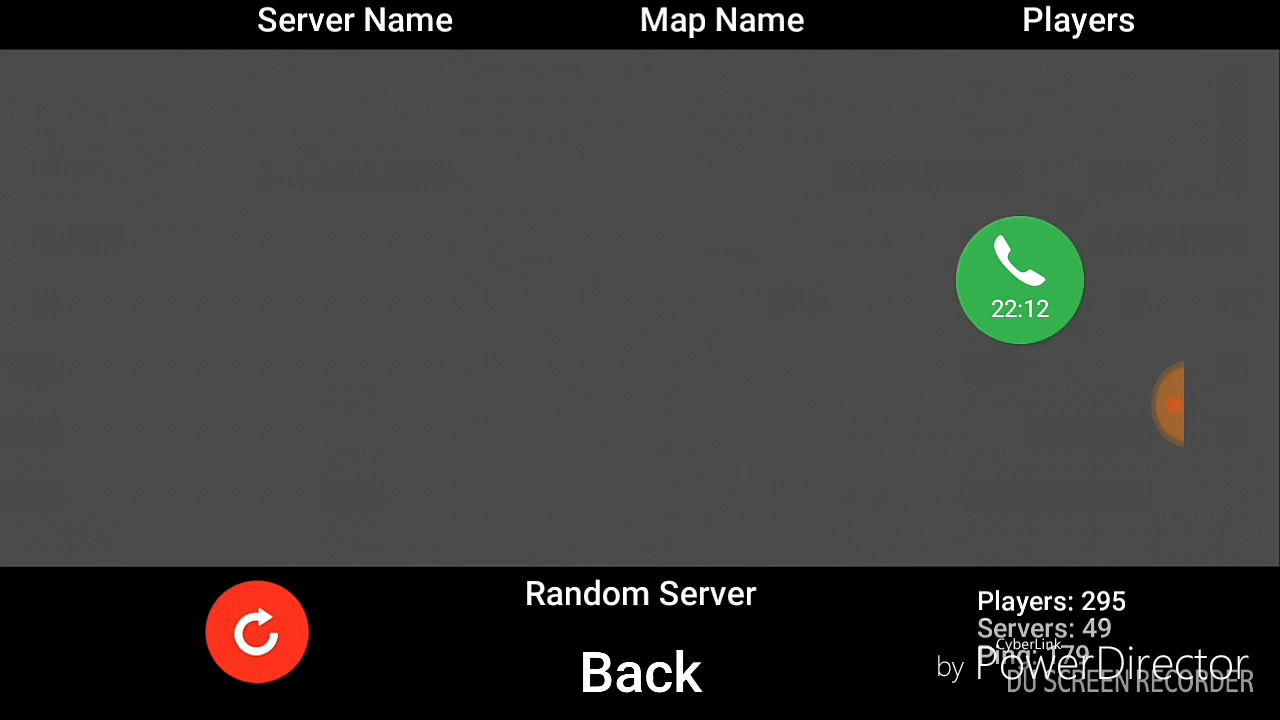 Server Name Map Name Players
22:12
Random Server
Players: 295
Servers: 49
CyberLink
by PowerDirector
Back
DU SCREEN RECORDER